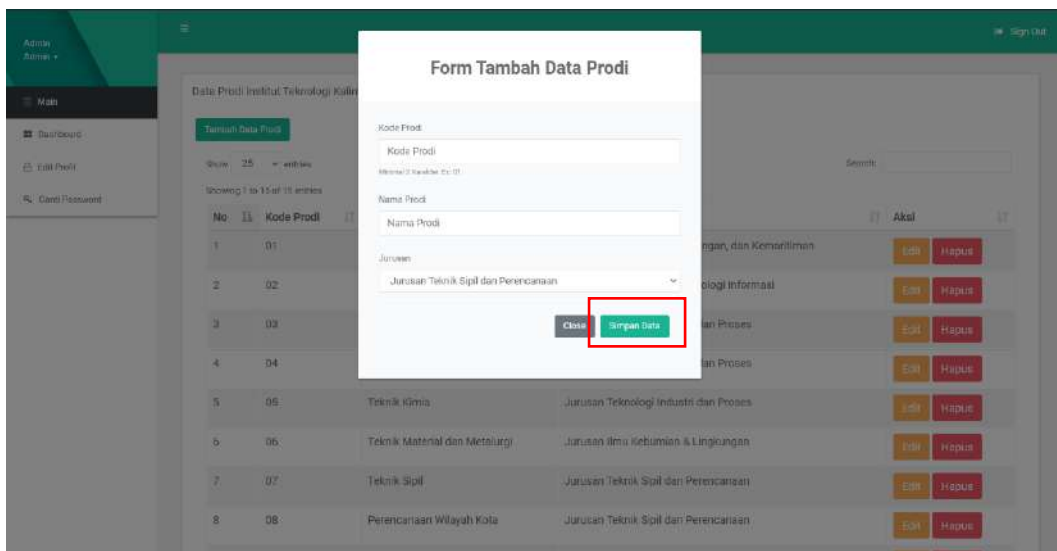 Admin
Admin
Sign Out
Main
Dashboard
Edit Profil
Ganti Password
Data Prodi Institut Teknologi Kalim
Tambah Data Prodi
Show 25 entries
Search:
Showing 1 to 15 of 15 entries
No Kode Prodi Aksi
1 01 ngan, dan Kemaritiman Edit Hapus
2 02 ologi Informasi Edit Hapus
3 03 dan Proses Edit Hapus
4 04 dan Proses Edit Hapus
5 05 Teknik Kimia Jurusan Teknologi Industri dan Proses Edit Hapus
6 06 Teknik Material dan Metalurgi Jurusan Ilmu Kebumian & Lingkungan Edit Hapus
7 07 Teknik Sipil Jurusan Teknik Sipil dan Perencanaan Edit Hapus
8 08 Perencanaan Wilayah Kota Jurusan Teknik Sipil dan Perencanaan Edit Hapus
Form Tambah Data Prodi
Kode Prodi
Kode Prodi
Minimal 2 Karakter. Ex: 01
Nama Prodi
Nama Prodi
Jurusan
Jurusan Teknik Sipil dan Perencanaan
Close Simpan Data